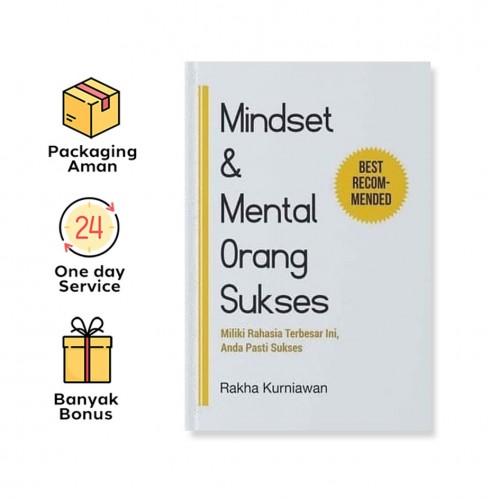 Packaging
Aman
24
One day
Service
Banyak
Bonus
Mindset
&
Mental
Orang
Sukses
BEST
RECOM-
MENDED
Miliki Rahasia Terbesar Ini,
Anda Pasti Sukses
Rakha Kurniawan